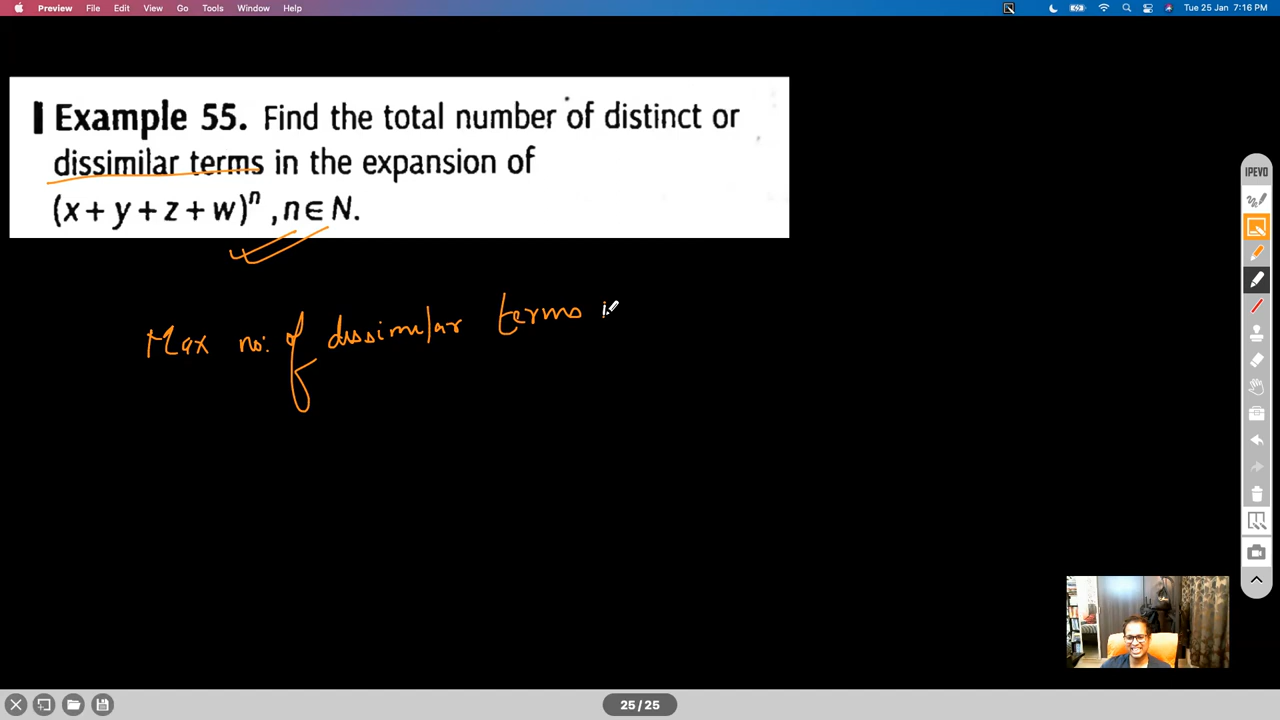 Preview File Edit View Go Tools Window Help Tue 25 Jan 7:16 PM
Example 55. Find the total number of distinct or
dissimilar terms in the expansion of
(x + y + z + w)ⁿ , n ∈ N.
Max no: of dissimilar terms
IPEVO
25 / 25